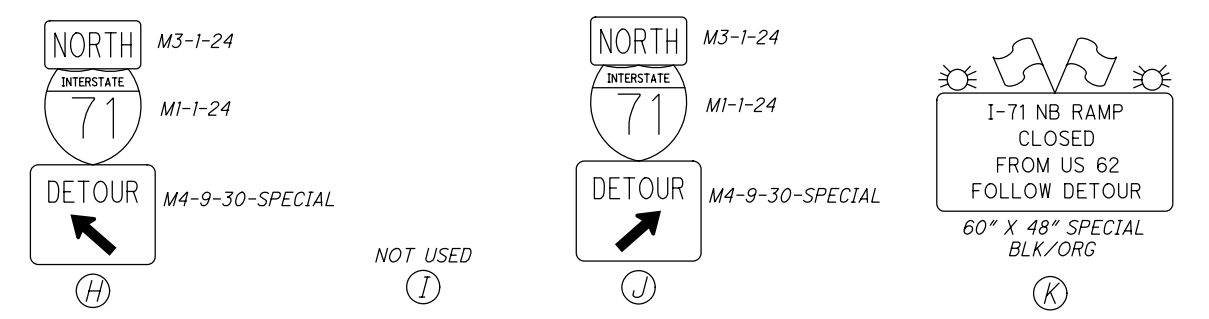 NORTH
M3-1-24
INTERSTATE
71
M1-1-24
DETOUR
M4-9-30-SPECIAL
H
NOT USED
I
NORTH
M3-1-24
INTERSTATE
71
M1-1-24
DETOUR
M4-9-30-SPECIAL
J
I-71 NB RAMP
CLOSED
FROM US 62
FOLLOW DETOUR
60" X 48" SPECIAL
BLK/ORG
K